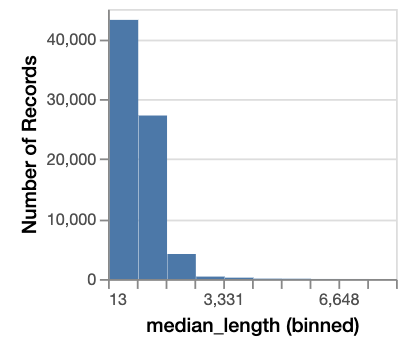 Number of Records
40,000
30,000
20,000
10,000
0
13 3,331 6,648
median_length (binned)